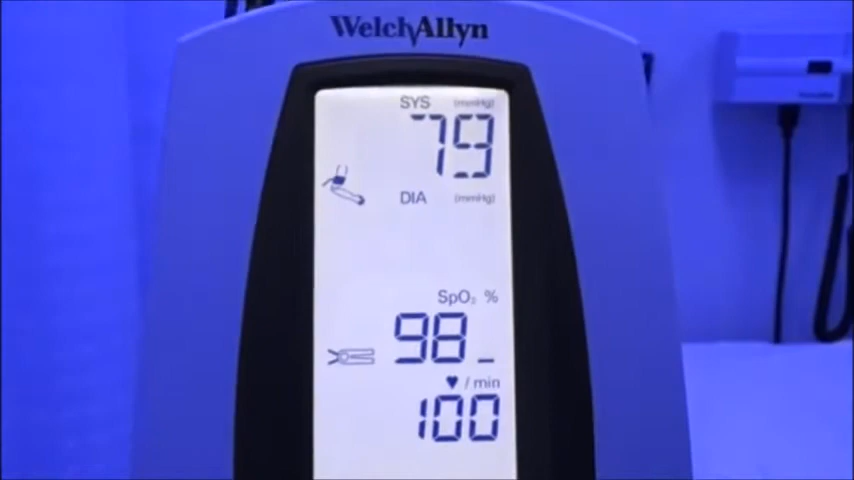 WelchAllyn
SYS (mmHg)
79
DIA (mmHg)
SpO₂ %
98
♥ / min
100